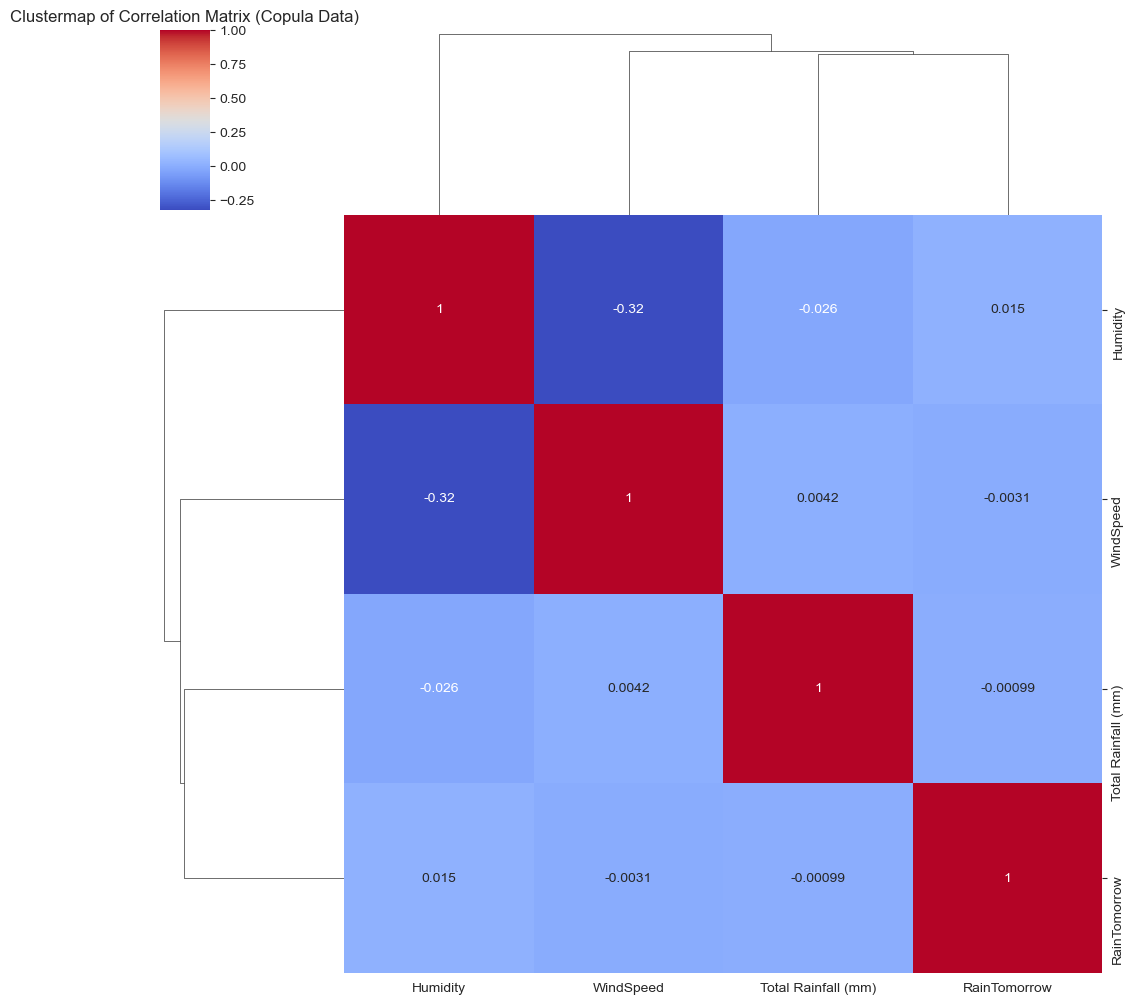 Clustermap of Correlation Matrix (Copula Data)
1.00
0.75
0.50
0.25
0.00
−0.25
1 -0.32 -0.026 0.015
Humidity
-0.32 1 0.0042 -0.0031
WindSpeed
-0.026 0.0042 1 -0.00099
Total Rainfall (mm)
0.015 -0.0031 -0.00099 1
RainTomorrow
Humidity WindSpeed Total Rainfall (mm) RainTomorrow